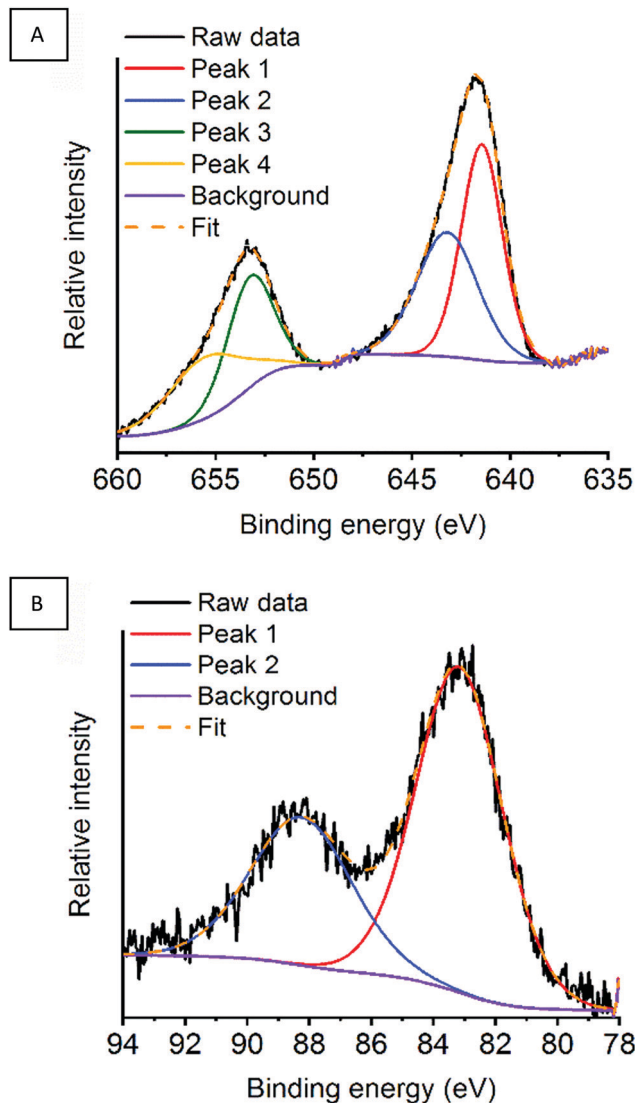 A
Raw data
Peak 1
Peak 2
Peak 3
Peak 4
Background
Fit
Relative intensity
660 655 650 645 640 635
Binding energy (eV)
B
Raw data
Peak 1
Peak 2
Background
Fit
Relative intensity
94 92 90 88 86 84 82 80 78
Binding energy (eV)